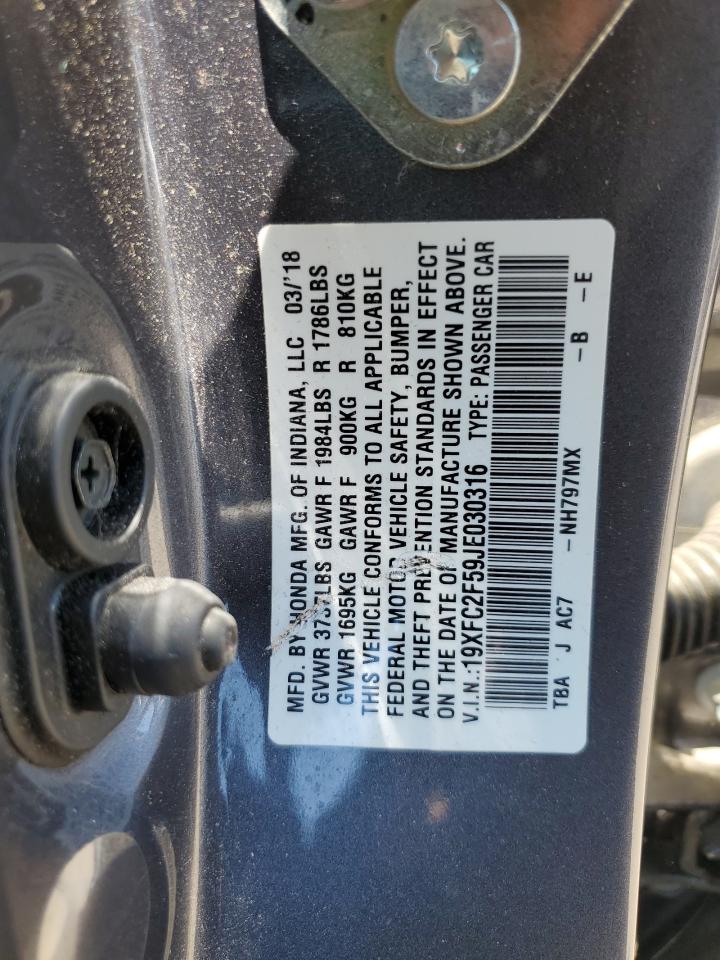 MFD. BY HONDA MFG. OF INDIANA, LLC 03/'18
GVWR LBS GAWR F 1984LBS R 1786LBS
GVWR 1695KG GAWR F 900KG R 810KG
THIS VEHICLE CONFORMS TO ALL APPLICABLE
FEDERAL MOTOR VEHICLE SAFETY, BUMPER,
AND THEFT PREVENTION STANDARDS IN EFFECT
ON THE DATE OF MANUFACTURE SHOWN ABOVE.
V.I.N.: 19XFC2F59JE030316 TYPE: PASSENGER CAR
TBA J AC7 -NH797MX -B -E